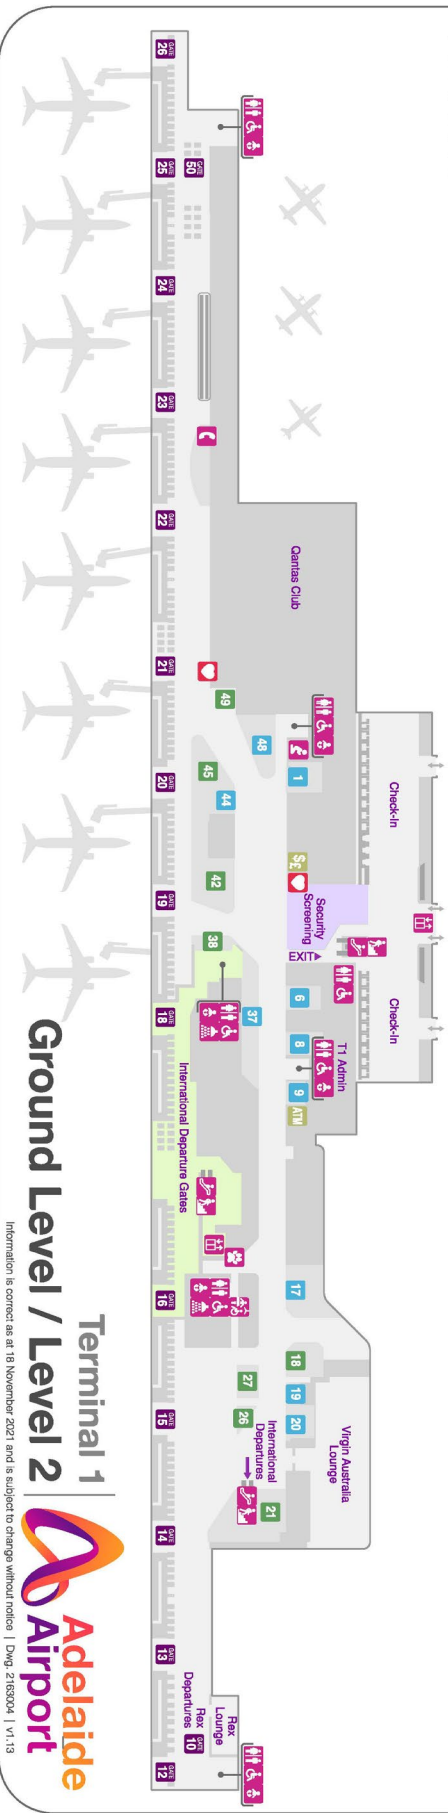 GATE 26
GATE 25
GATE 50
GATE 24
GATE 23
GATE 22
Qantas Club
GATE 21
49
48
45
44
1
GATE 20
Check-In
42
$£
Security
Screening
GATE 19
38
EXIT
GATE 18
37
6
Check-In
8
T1 Admin
9
ATM
International Departure Gates
17
GATE 16
18
27
19
26
20
GATE 15
International
Departures
Virgin Australia
Lounge
21
GATE 14
GATE 13
Rex
Departures
Rex
Lounge
GATE 10
GATE 12
Terminal 1
Ground Level / Level 2
Adelaide
Airport
Information is correct as at 18 November 2021 and is subject to change without notice | Dwg. 2163004 | v1.13